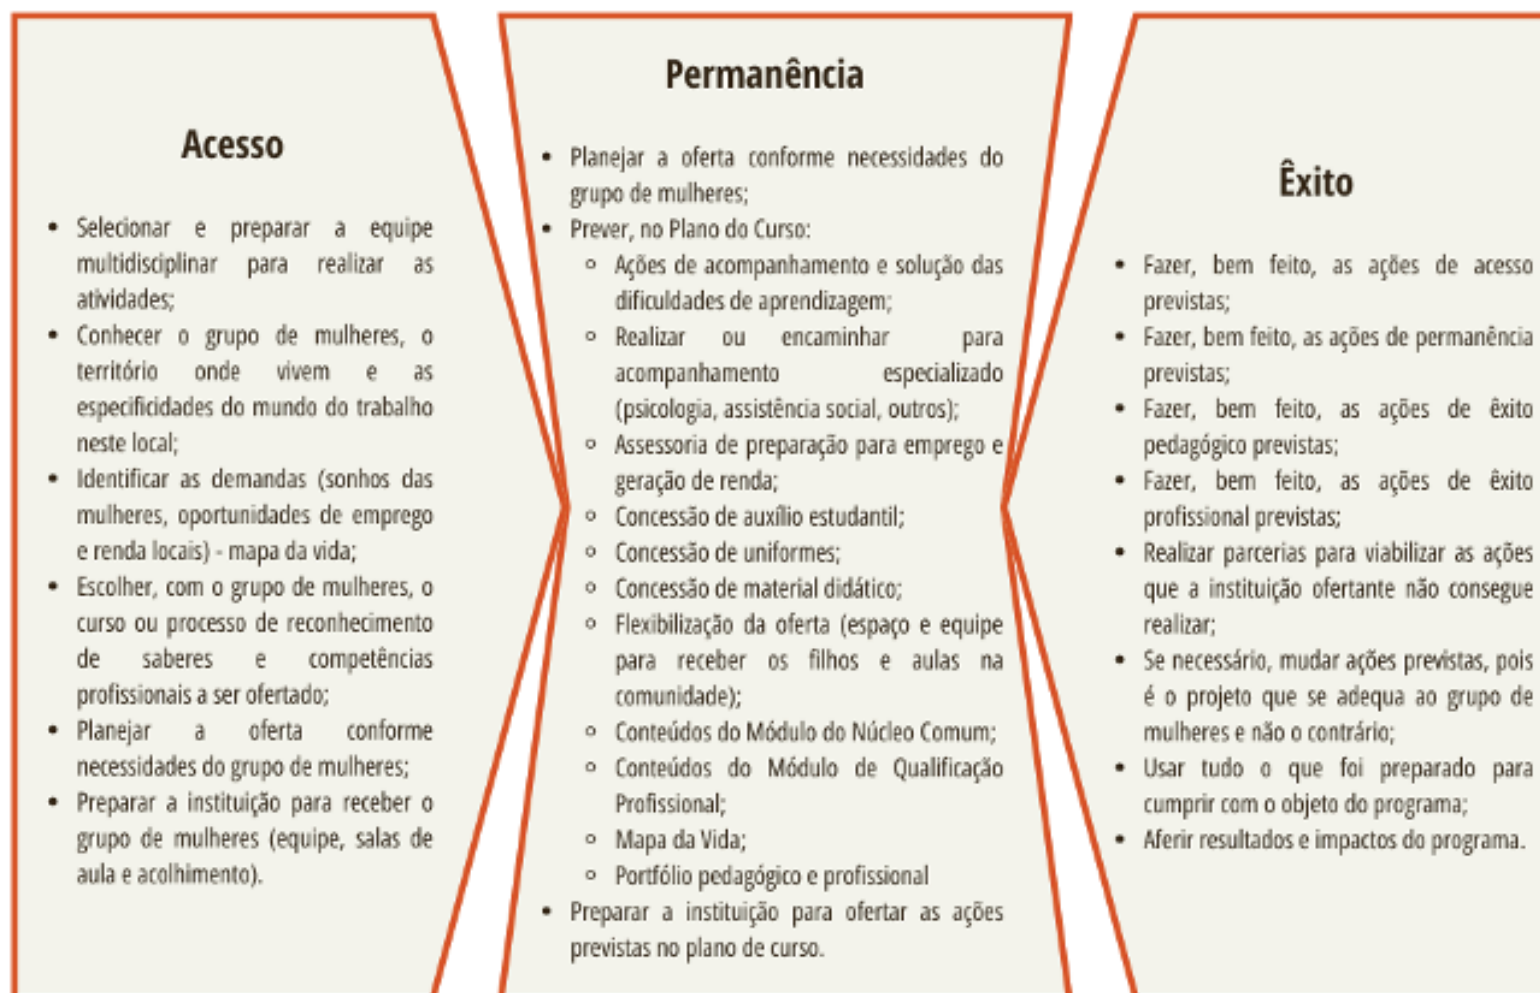 Acesso
• Selecionar e preparar a equipe
multidisciplinar para realizar as
atividades;
• Conhecer o grupo de mulheres, o
território onde vivem e as
especificidades do mundo do trabalho
neste local;
• Identificar as demandas (sonhos das
mulheres, oportunidades de emprego
e renda locais) - mapa da vida;
• Escolher, com o grupo de mulheres, o
curso ou processo de reconhecimento
de saberes e competências
profissionais a ser ofertado;
• Planejar a oferta conforme
necessidades do grupo de mulheres;
• Preparar a instituição para receber o
grupo de mulheres (equipe, salas de
aula e acolhimento).
Permanência
• Planejar a oferta conforme necessidades do
grupo de mulheres;
• Prever, no Plano do Curso:
◦ Ações de acompanhamento e solução das
dificuldades de aprendizagem;
◦ Realizar ou encaminhar para
acompanhamento especializado
(psicologia, assistência social, outros);
◦ Assessoria de preparação para emprego e
geração de renda;
◦ Concessão de auxílio estudantil;
◦ Concessão de uniformes;
◦ Concessão de material didático;
◦ Flexibilização da oferta (espaço e equipe
para receber os filhos e aulas na
comunidade);
◦ Conteúdos do Módulo do Núcleo Comum;
◦ Conteúdos do Módulo de Qualificação
Profissional;
◦ Mapa da Vida;
◦ Portfólio pedagógico e profissional
• Preparar a instituição para ofertar as ações
previstas no plano de curso.
Êxito
• Fazer, bem feito, as ações de acesso
previstas;
• Fazer, bem feito, as ações de permanência
previstas;
• Fazer, bem feito, as ações de êxito
pedagógico previstas;
• Fazer, bem feito, as ações de êxito
profissional previstas;
• Realizar parcerias para viabilizar as ações
que a instituição ofertante não consegue
realizar;
• Se necessário, mudar ações previstas, pois
é o projeto que se adequa ao grupo de
mulheres e não o contrário;
• Usar tudo o que foi preparado para
cumprir com o objeto do programa;
• Aferir resultados e impactos do programa.